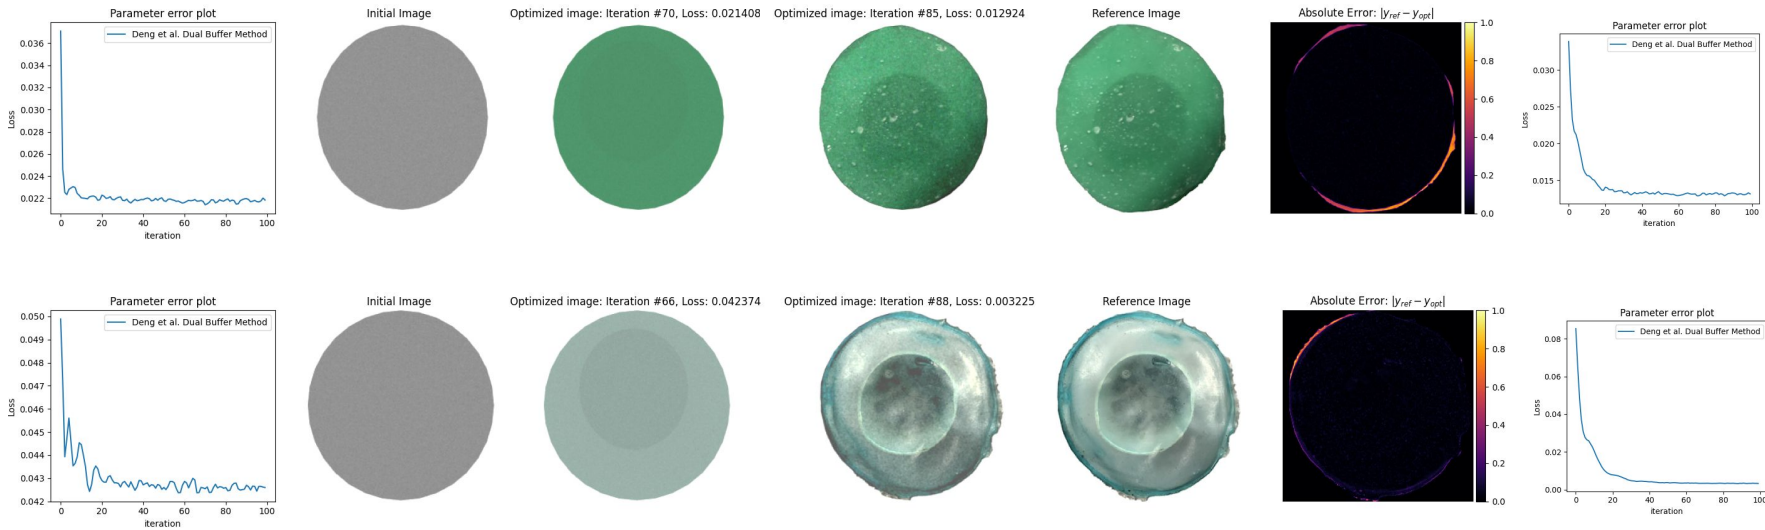 Parameter error plot
Initial Image
Optimized image: Iteration #70, Loss: 0.021408
Optimized image: Iteration #85, Loss: 0.012924
Reference Image
Absolute Error: |y_ref − y_opt|
Parameter error plot
Deng et al. Dual Buffer Method
0.036
0.034
0.032
0.030
0.028
0.026
0.024
0.022
Loss
0 20 40 60 80 100
iteration
1.0
0.8
0.6
0.4
0.2
0.0
Deng et al. Dual Buffer Method
0.030
0.025
0.020
0.015
Loss
0 20 40 60 80 100
iteration
Parameter error plot
Initial Image
Optimized image: Iteration #66, Loss: 0.042374
Optimized image: Iteration #88, Loss: 0.003225
Reference Image
Absolute Error: |y_ref − y_opt|
Parameter error plot
Deng et al. Dual Buffer Method
0.050
0.049
0.048
0.047
0.046
0.045
0.044
0.043
0.042
Loss
0 20 40 60 80 100
iteration
1.0
0.8
0.6
0.4
0.2
0.0
Deng et al. Dual Buffer Method
0.08
0.06
0.04
0.02
0.00
Loss
0 20 40 60 80 100
iteration